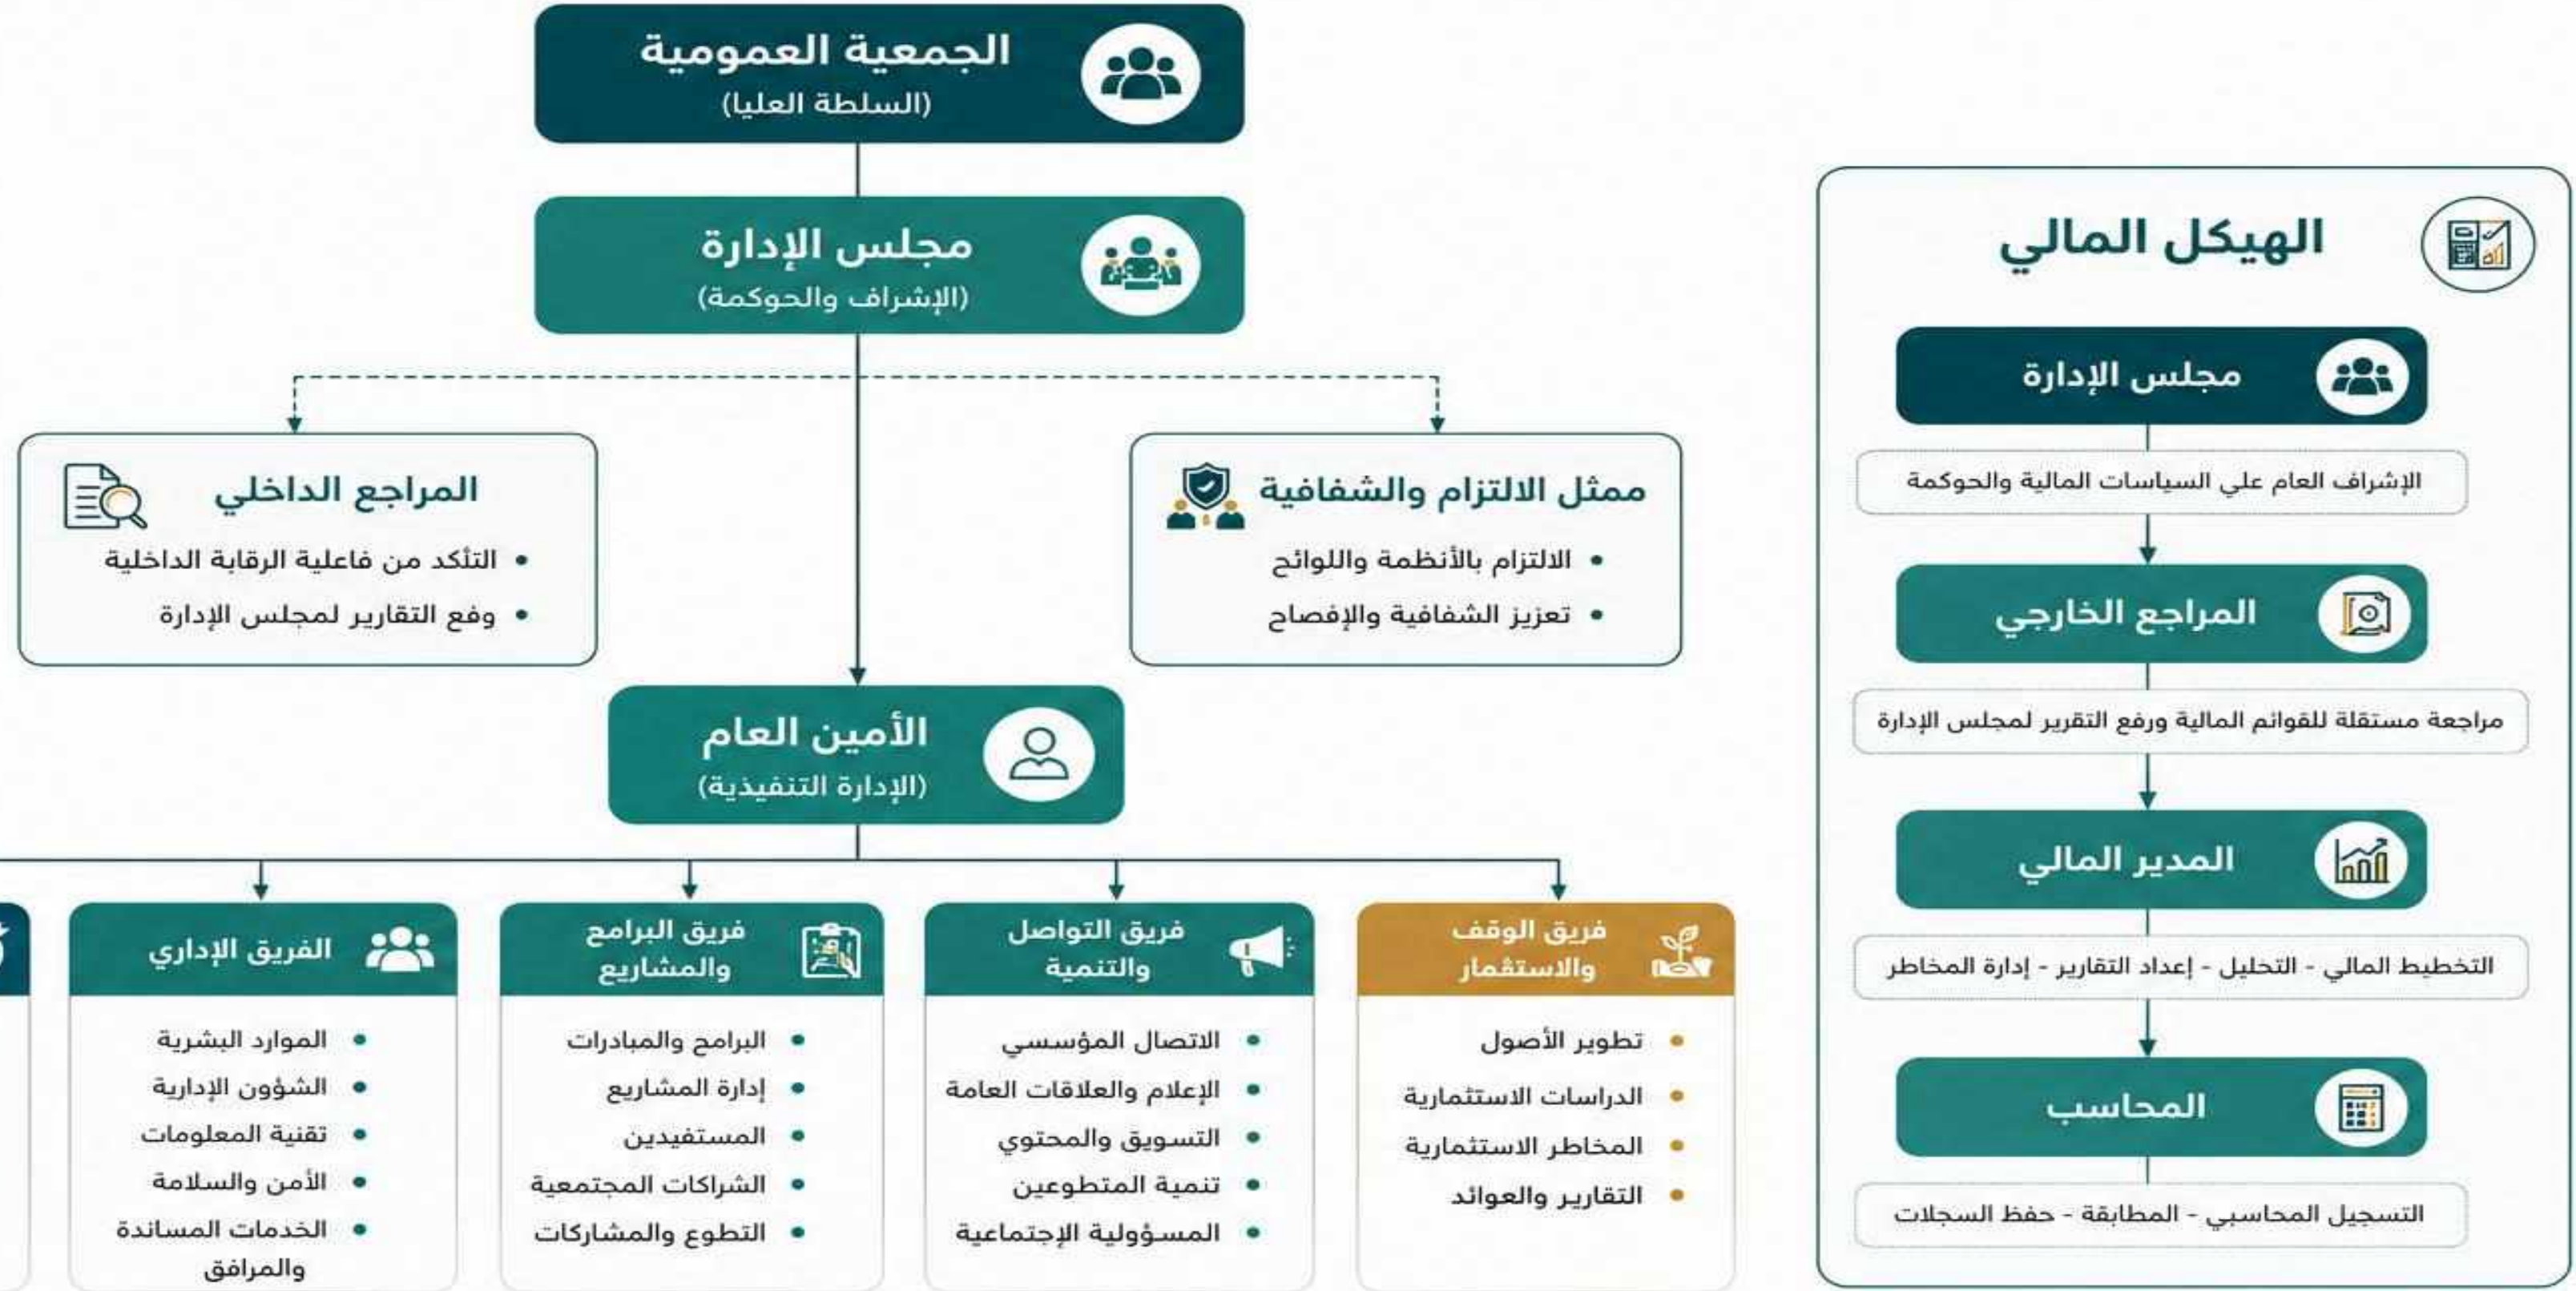 الجمعية العمومية
(السلطة العليا)
مجلس الإدارة
(الإشراف والحوكمة)
ممثل الالتزام والشفافية
• الالتزام بالأنظمة واللوائح
• تعزيز الشفافية والإفصاح
المراجع الداخلي
• التئكد من فاعلية الرقابة الداخلية
• وفع التقارير لمجلس الإدارة
الأمين العام
(الإدارة التنفيذية)
فريق الوقف
والاستثمار
• تطوير الأصول
• الدراسات الاستثمارية
• المخاطر الاستثمارية
• التقارير والعوائد
فريق التواصل
والتنمية
• الاتصال المؤسسي
• الإعلام والعلاقات العامة
• التسويق والمحتوي
• تنمية المتطوعين
• المسؤولية الإجتماعية
فريق البرامج
والمشاريع
• البرامج والمبادرات
• إدارة المشاريع
• المستفيدين
• الشراكات المجتمعية
• التطوع والمشاركات
الفريق الإداري
• الموارد البشرية
• الشؤون الإدارية
• تقنية المعلومات
• الأمن والسلامة
• الخدمات المساندة
والمرافق
الهيكل المالي
مجلس الإدارة
الإشراف العام علي السياسات المالية والحوكمة
المراجع الخارجي
مراجعة مستقلة للقوائم المالية ورفع التقرير لمجلس الإدارة
المدير المالي
التخطيط المالي - التحليل - إعداد التقارير - إدارة المخاطر
المحاسب
التسجيل المحاسبي - المطابقة - حفظ السجلات